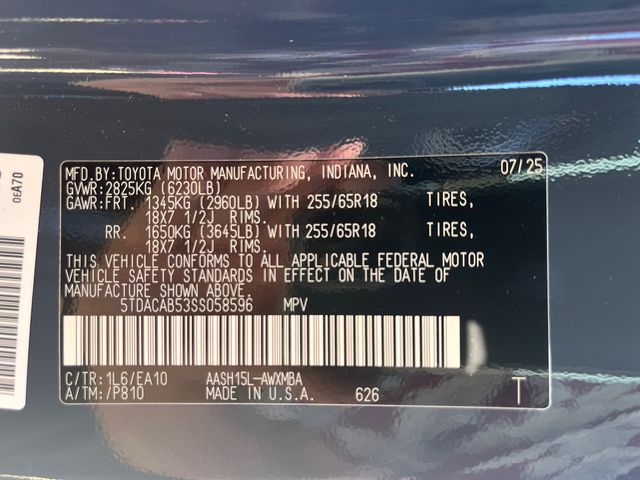 MFD.BY:TOYOTA MOTOR MANUFACTURING, INDIANA, INC. 07/25
GVWR:2825KG (6230LB)
GAWR:FRT. 1345KG (2960LB) WITH 255/65R18 TIRES,
18X7 1/2J RIMS.
RR. 1650KG (3645LB) WITH 255/65R18 TIRES,
18X7 1/2J RIMS.
THIS VEHICLE CONFORMS TO ALL APPLICABLE FEDERAL MOTOR
VEHICLE SAFETY STANDARDS IN EFFECT ON THE DATE OF
MANUFACTURE SHOWN ABOVE.
5TDACAB53SS058596 MPV
C/TR:1L6/EA10 AASH15L-AWXMBA
A/TM:/P810 MADE IN U.S.A. 626
T
0EA70